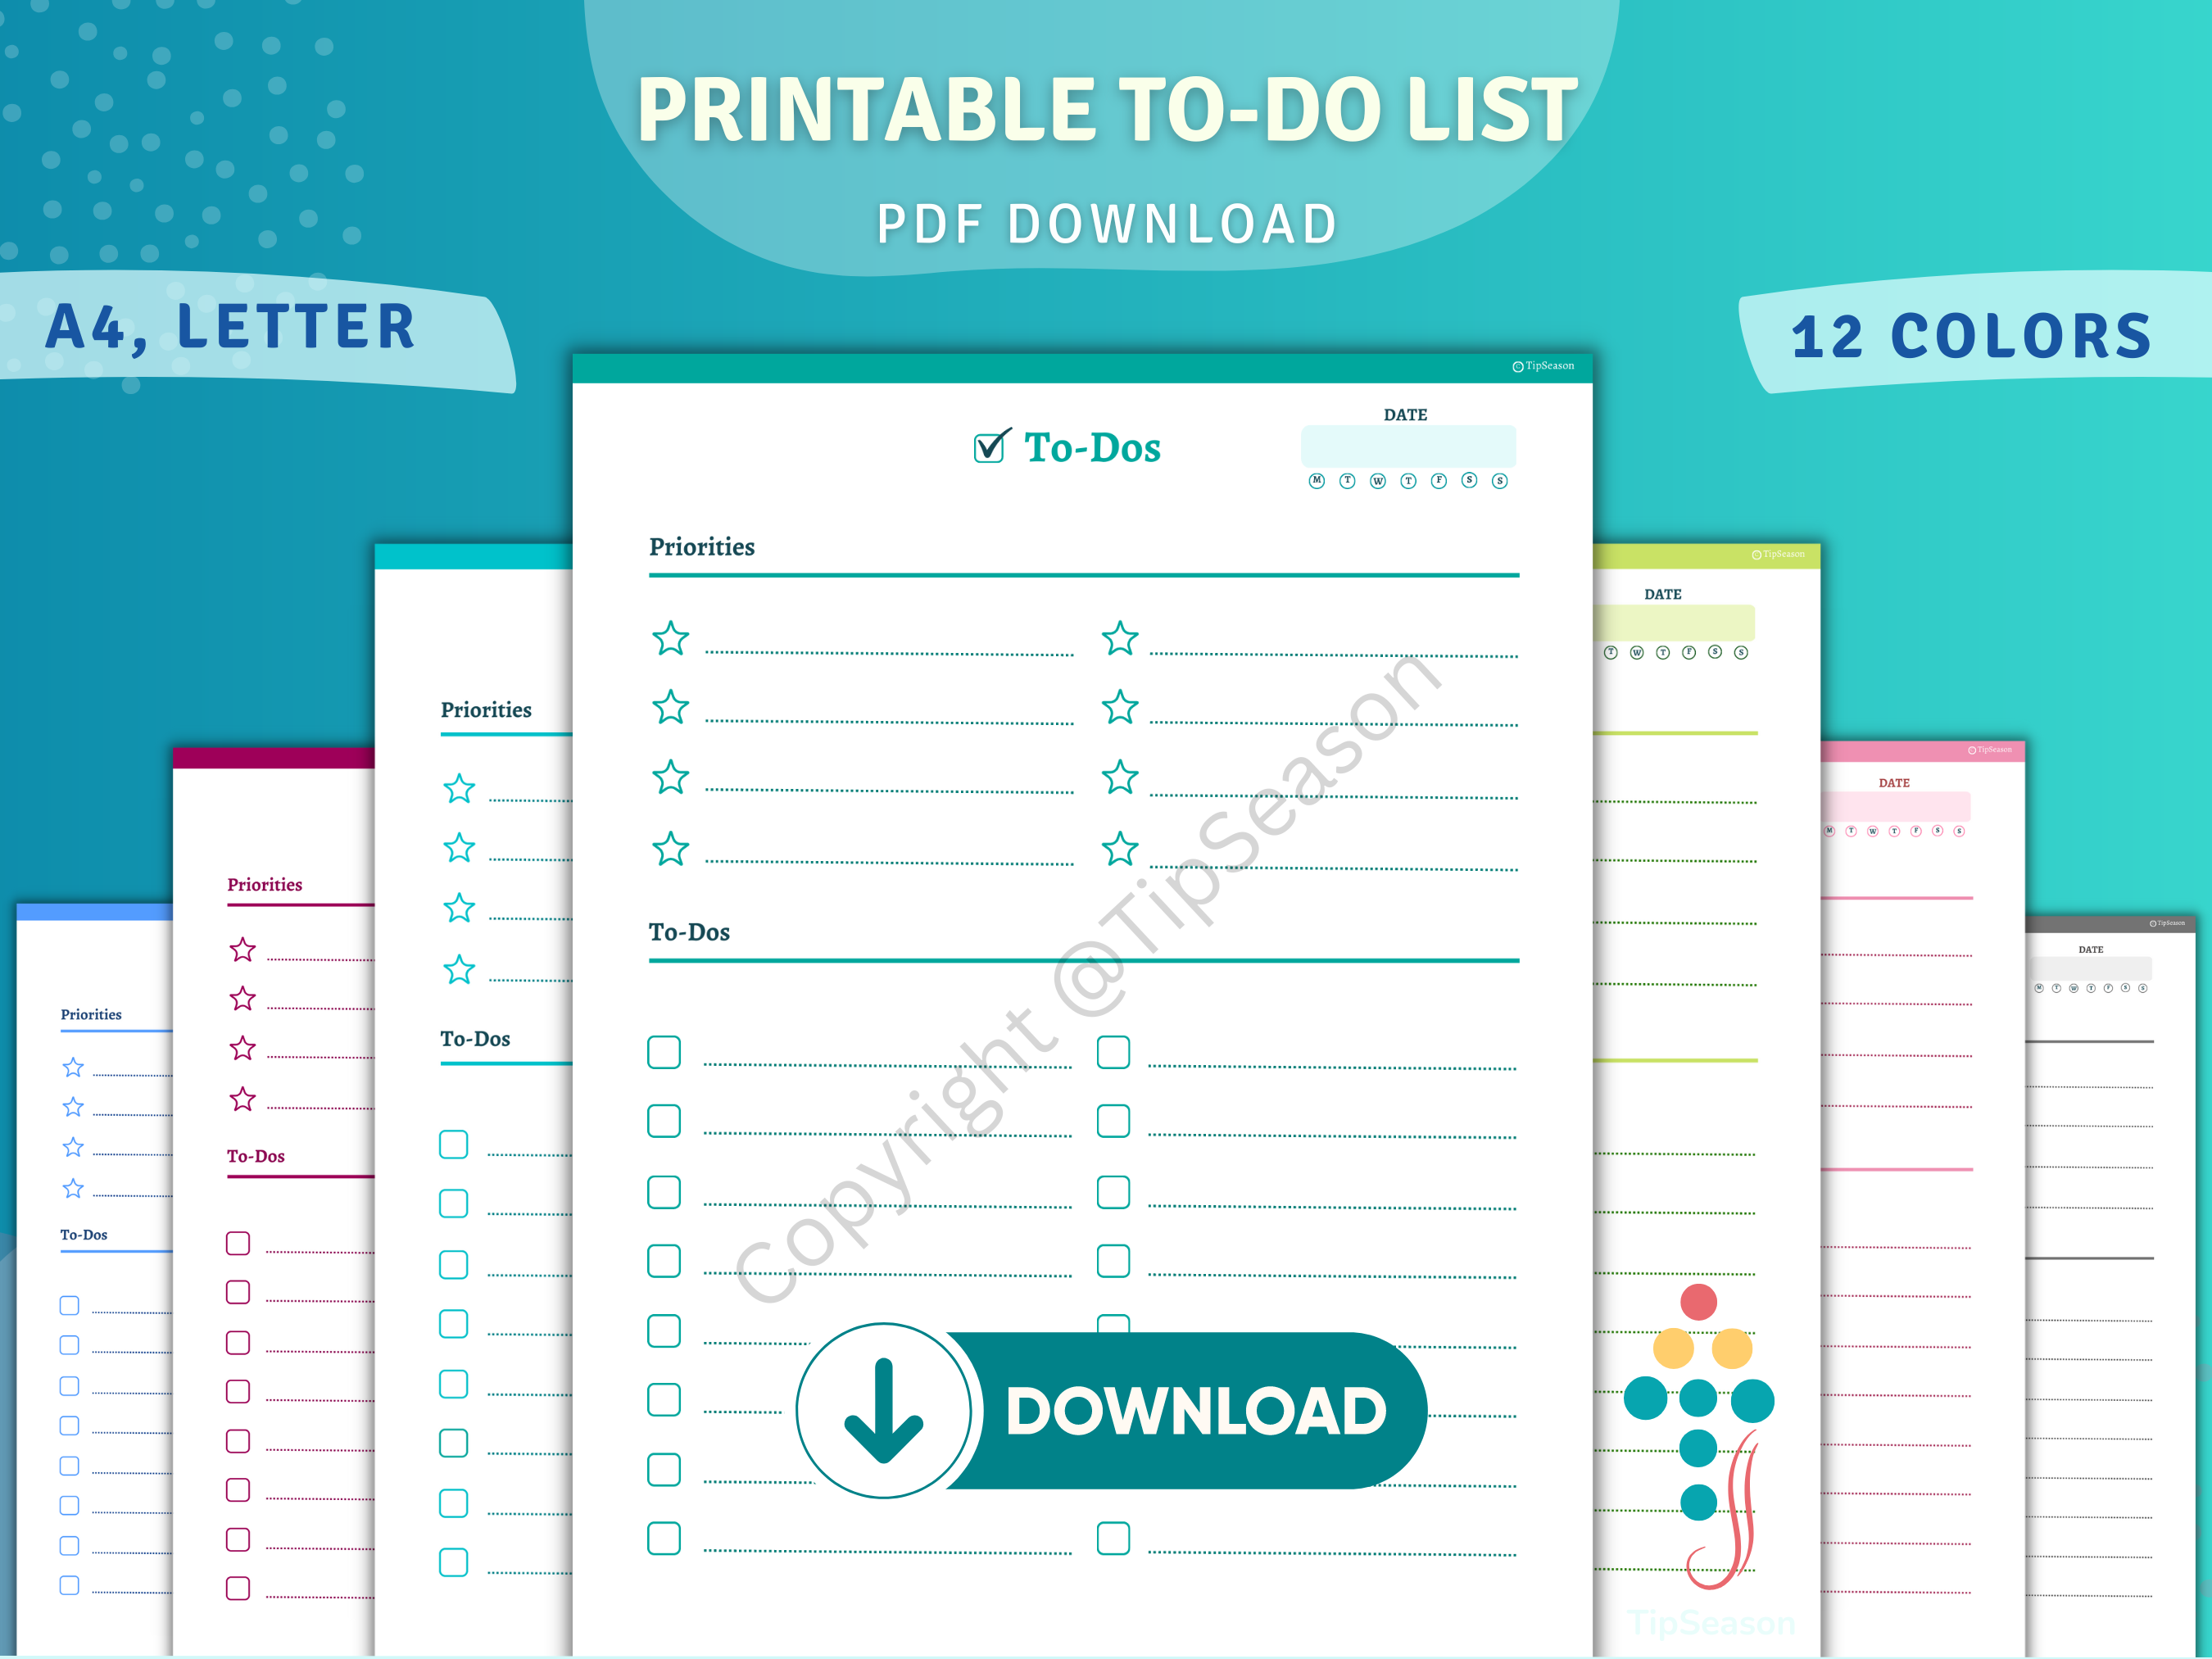 PRINTABLE TO-DO LIST
PDF DOWNLOAD
A4, LETTER
12 COLORS
© TipSeason
To-Dos
DATE
M T W T F S S
Priorities
To-Dos
Copyright @TipSeason
DOWNLOAD
Priorities
To-Dos
Priorities
To-Dos
Priorities
To-Dos
© TipSeason
DATE
T W T F S S
© TipSeason
DATE
M T W T F S S
© TipSeason
DATE
M T W T F S S
TipSeason